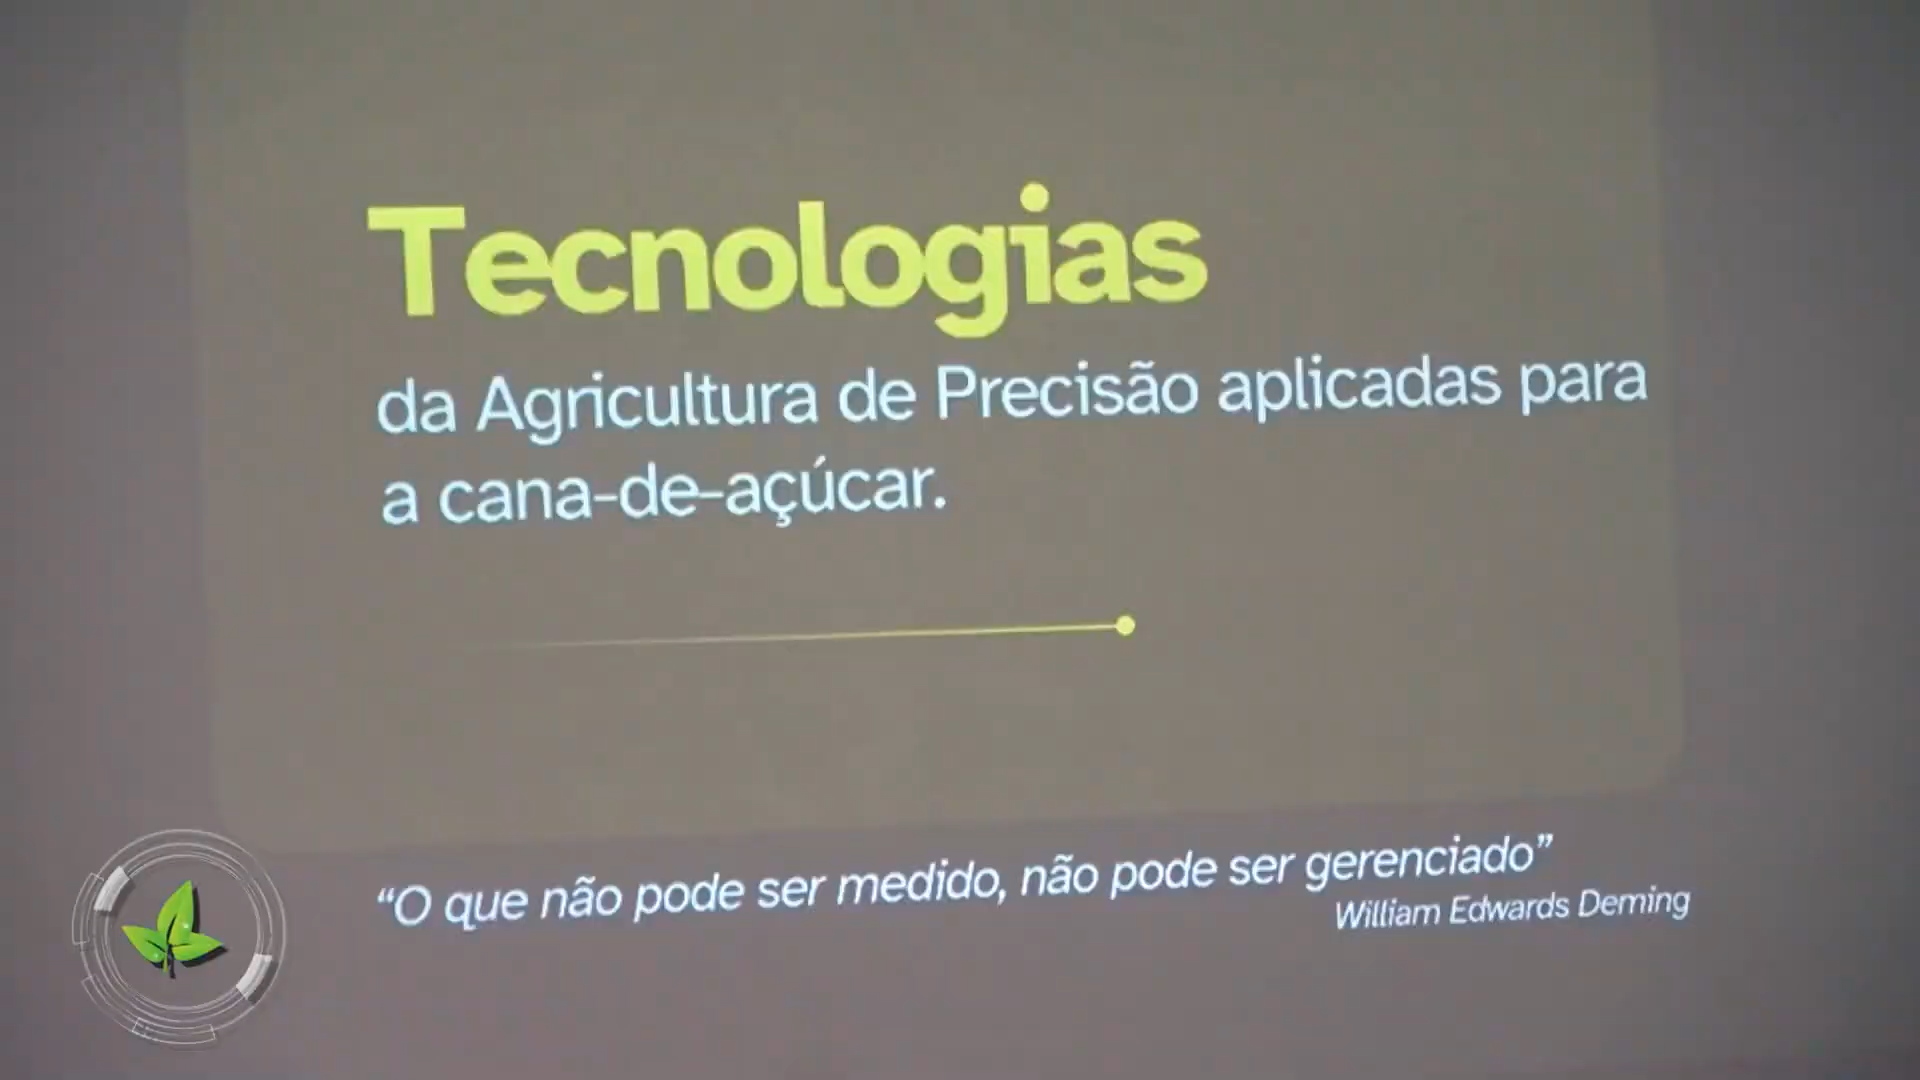 Tecnologias
da Agricultura de Precisão aplicadas para
a cana-de-açúcar.
“O que não pode ser medido, não pode ser gerenciado”
William Edwards Deming